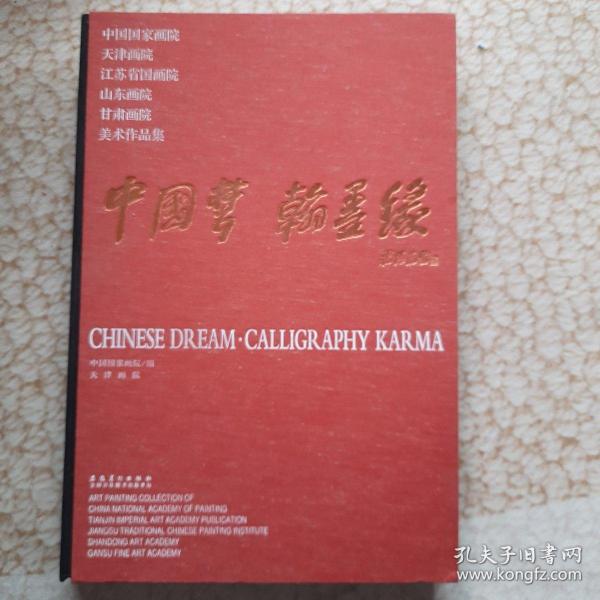 中国国家画院
天津画院
江苏省国画院
山东画院
甘肃画院
美术作品集
中国梦 翰墨缘
CHINESE DREAM·CALLIGRAPHY KARMA
中国国家画院/编
天津画院
ART PAINTING COLLECTION OF
CHINA NATIONAL ACADEMY OF PAINTING
TIANJIN IMPERIAL ART ACADEMY PUBLICATION
JIANGSU TRADITIONAL CHINESE PAINTING INSTITUTE
SHANDONG ART ACADEMY
GANSU FINE ART ACADEMY
孔夫子旧书网
www.kongfz.com